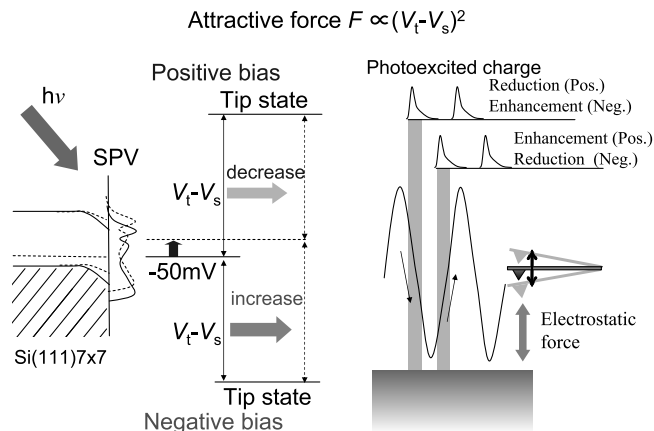 Attractive force F ∝(Vt-Vs)2
Positive bias
Tip state
hν
SPV
decrease
Vt-Vs
-50mV
increase
Vt-Vs
Si(111)7x7
Tip state
Negative bias
Photoexcited charge
Reduction (Pos.)
Enhancement (Neg.)
Enhancement (Pos.)
Reduction (Neg.)
Electrostatic
force